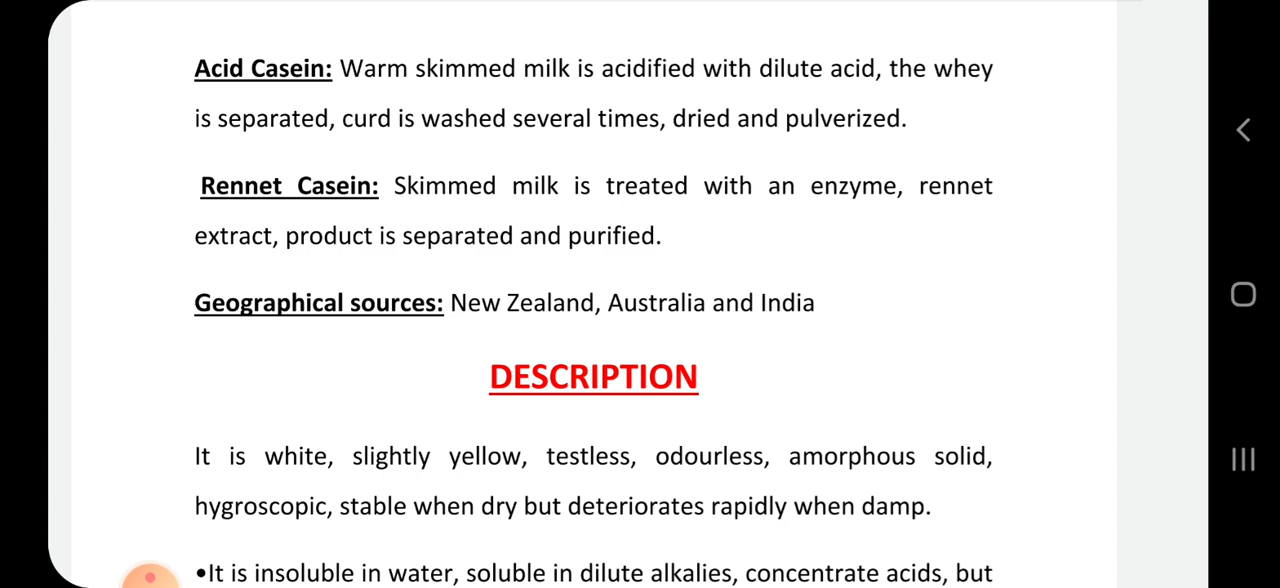 Acid Casein: Warm skimmed milk is acidified with dilute acid, the whey
is separated, curd is washed several times, dried and pulverized.
Rennet Casein: Skimmed milk is treated with an enzyme, rennet
extract, product is separated and purified.
Geographical sources: New Zealand, Australia and India
DESCRIPTION
It is white, slightly yellow, testless, odourless, amorphous solid,
hygroscopic, stable when dry but deteriorates rapidly when damp.
•It is insoluble in water, soluble in dilute alkalies, concentrate acids, but